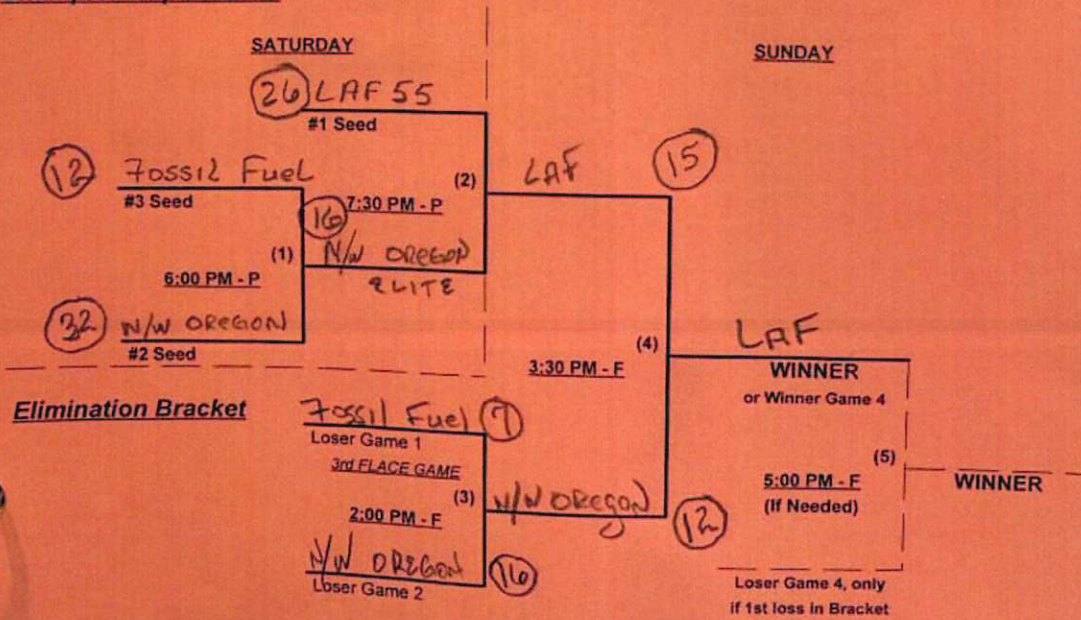 SATURDAY
SUNDAY
26 LAF 55
#1 Seed
12 Fossil Fuel
#3 Seed
(2)
7:30 PM - P
LAF
15
16
(1)
N/W OREGON
ELITE
6:00 PM - P
32 N/W OREGON
#2 Seed
(4)
3:30 PM - F
LAF
WINNER
or Winner Game 4
Elimination Bracket
Fossil Fuel 7
Loser Game 1
3rd FLACE GAME
(3)
2:00 PM - F
N/W OREGON
12
(5)
5:00 PM - F
(If Needed)
WINNER
N/W OREGON 16
Loser Game 2
Loser Game 4, only
if 1st loss in Bracket